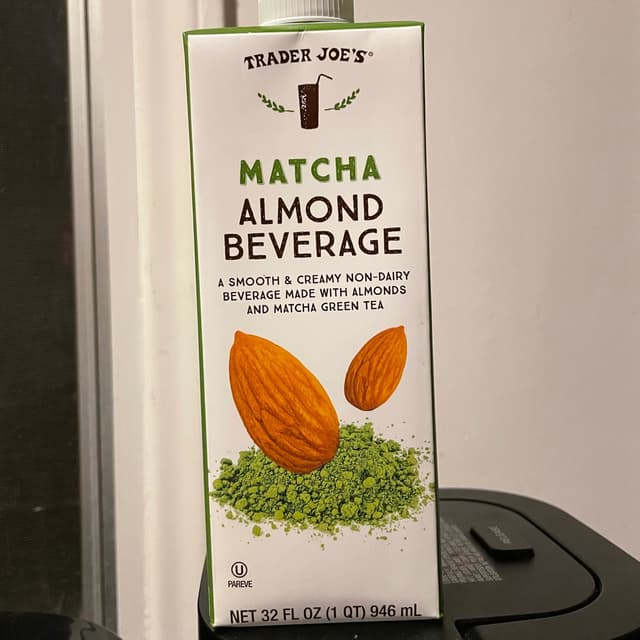 TRADER JOE'S®
MATCHA
ALMOND
BEVERAGE
A SMOOTH & CREAMY NON-DAIRY
BEVERAGE MADE WITH ALMONDS
AND MATCHA GREEN TEA
U
PAREVE
NET 32 FL OZ (1 QT) 946 mL